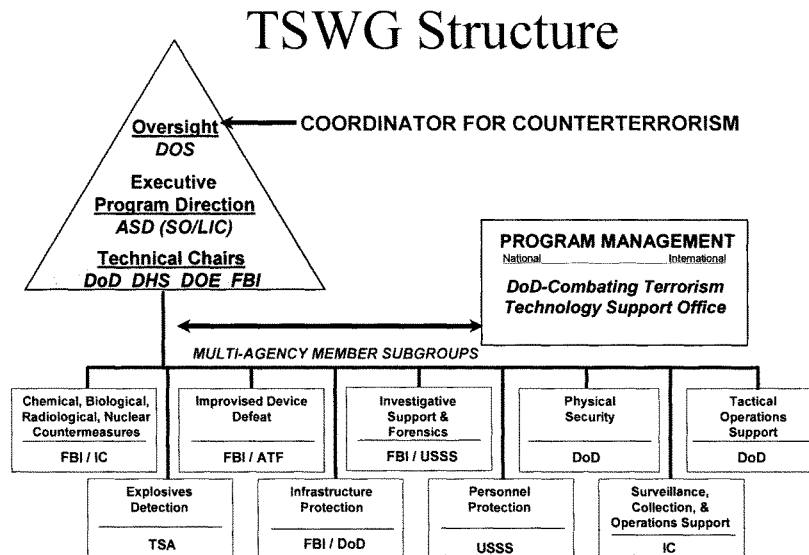 TSWG Structure
Oversight
DOS
COORDINATOR FOR COUNTERTERRORISM
Executive
Program Direction
ASD (SO/LIC)
Technical Chairs
DoD DHS DOE FBI
PROGRAM MANAGEMENT
National International
DoD-Combating Terrorism
Technology Support Office
MULTI-AGENCY MEMBER SUBGROUPS
Chemical, Biological,
Radiological, Nuclear
Countermeasures
FBI / IC
Improvised Device
Defeat
FBI / ATF
Investigative
Support &
Forensics
FBI / USSS
Physical
Security
DoD
Tactical
Operations
Support
DoD
Explosives
Detection
TSA
Infrastructure
Protection
FBI / DoD
Personnel
Protection
USSS
Surveillance,
Collection, &
Operations Support
IC